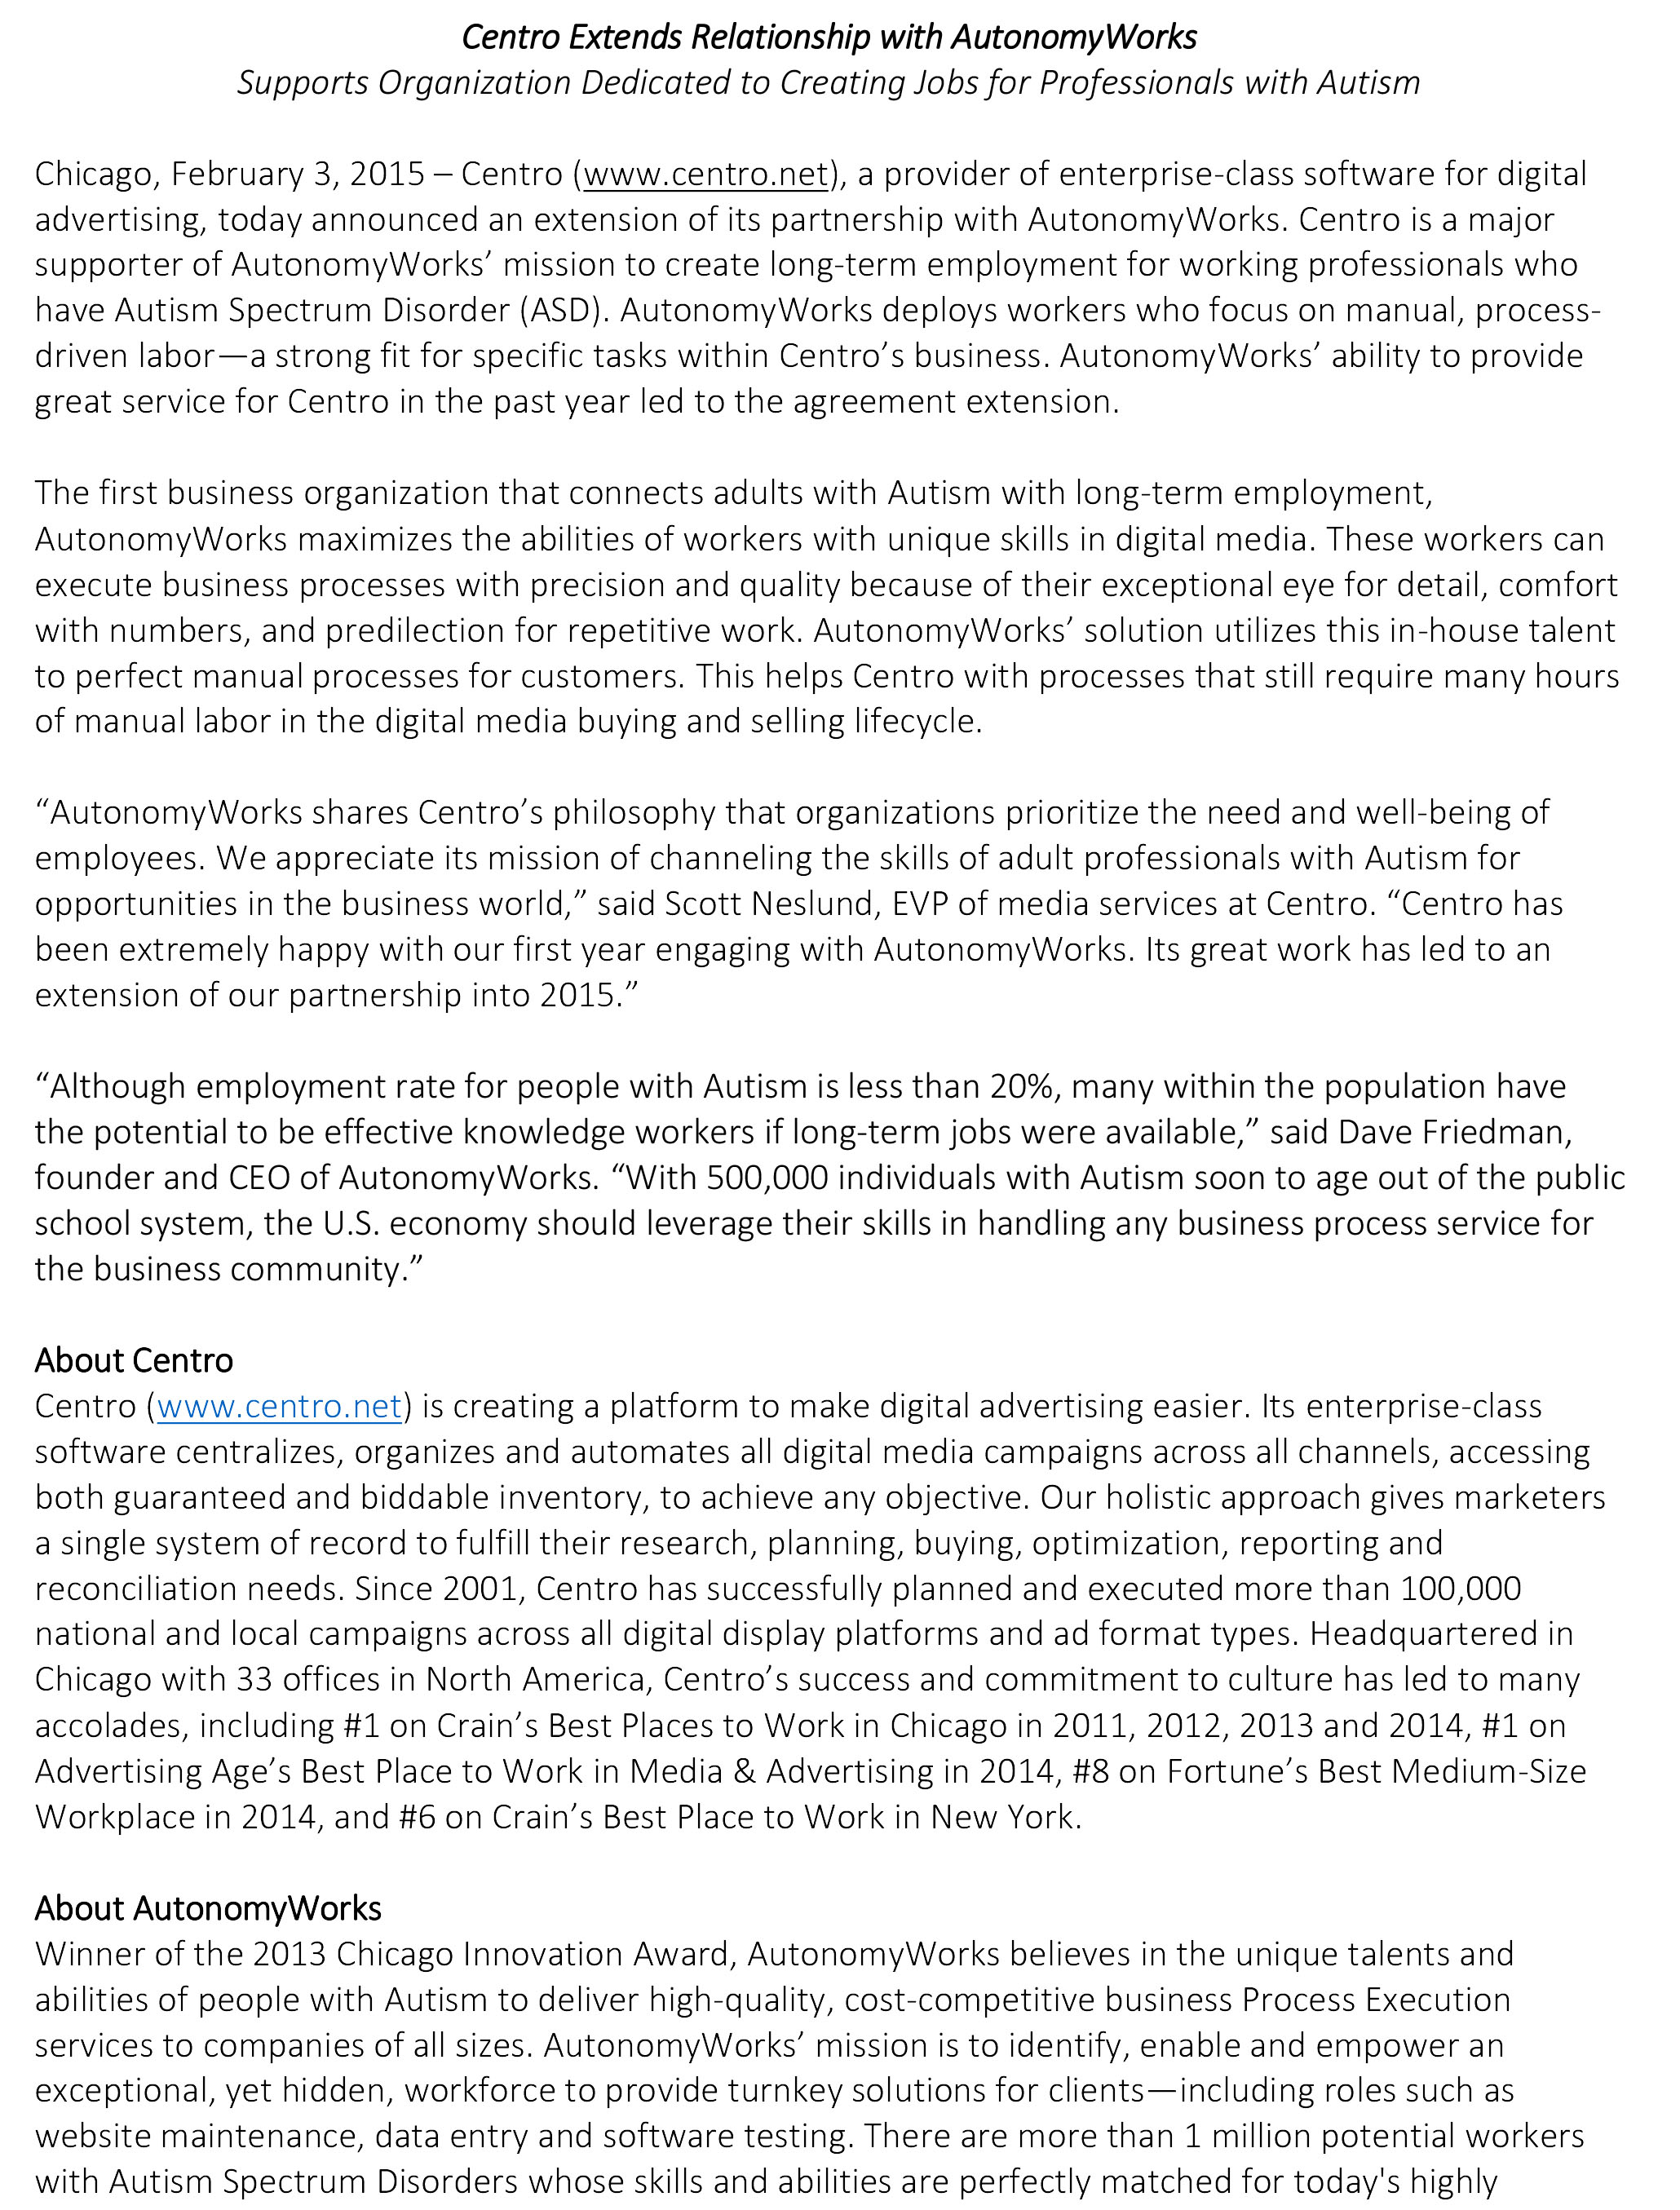 Centro Extends Relationship with AutonomyWorks
Supports Organization Dedicated to Creating Jobs for Professionals with Autism
Chicago, February 3, 2015 – Centro (www.centro.net), a provider of enterprise-class software for digital
advertising, today announced an extension of its partnership with AutonomyWorks. Centro is a major
supporter of AutonomyWorks’ mission to create long-term employment for working professionals who
have Autism Spectrum Disorder (ASD). AutonomyWorks deploys workers who focus on manual, process-
driven labor—a strong fit for specific tasks within Centro’s business. AutonomyWorks’ ability to provide
great service for Centro in the past year led to the agreement extension.
The first business organization that connects adults with Autism with long-term employment,
AutonomyWorks maximizes the abilities of workers with unique skills in digital media. These workers can
execute business processes with precision and quality because of their exceptional eye for detail, comfort
with numbers, and predilection for repetitive work. AutonomyWorks’ solution utilizes this in-house talent
to perfect manual processes for customers. This helps Centro with processes that still require many hours
of manual labor in the digital media buying and selling lifecycle.
“AutonomyWorks shares Centro’s philosophy that organizations prioritize the need and well-being of
employees. We appreciate its mission of channeling the skills of adult professionals with Autism for
opportunities in the business world,” said Scott Neslund, EVP of media services at Centro. “Centro has
been extremely happy with our first year engaging with AutonomyWorks. Its great work has led to an
extension of our partnership into 2015.”
“Although employment rate for people with Autism is less than 20%, many within the population have
the potential to be effective knowledge workers if long-term jobs were available,” said Dave Friedman,
founder and CEO of AutonomyWorks. “With 500,000 individuals with Autism soon to age out of the public
school system, the U.S. economy should leverage their skills in handling any business process service for
the business community.”
About Centro
Centro (www.centro.net) is creating a platform to make digital advertising easier. Its enterprise-class
software centralizes, organizes and automates all digital media campaigns across all channels, accessing
both guaranteed and biddable inventory, to achieve any objective. Our holistic approach gives marketers
a single system of record to fulfill their research, planning, buying, optimization, reporting and
reconciliation needs. Since 2001, Centro has successfully planned and executed more than 100,000
national and local campaigns across all digital display platforms and ad format types. Headquartered in
Chicago with 33 offices in North America, Centro’s success and commitment to culture has led to many
accolades, including #1 on Crain’s Best Places to Work in Chicago in 2011, 2012, 2013 and 2014, #1 on
Advertising Age’s Best Place to Work in Media & Advertising in 2014, #8 on Fortune’s Best Medium-Size
Workplace in 2014, and #6 on Crain’s Best Place to Work in New York.
About AutonomyWorks
Winner of the 2013 Chicago Innovation Award, AutonomyWorks believes in the unique talents and
abilities of people with Autism to deliver high-quality, cost-competitive business Process Execution
services to companies of all sizes. AutonomyWorks’ mission is to identify, enable and empower an
exceptional, yet hidden, workforce to provide turnkey solutions for clients—including roles such as
website maintenance, data entry and software testing. There are more than 1 million potential workers
with Autism Spectrum Disorders whose skills and abilities are perfectly matched for today's highly